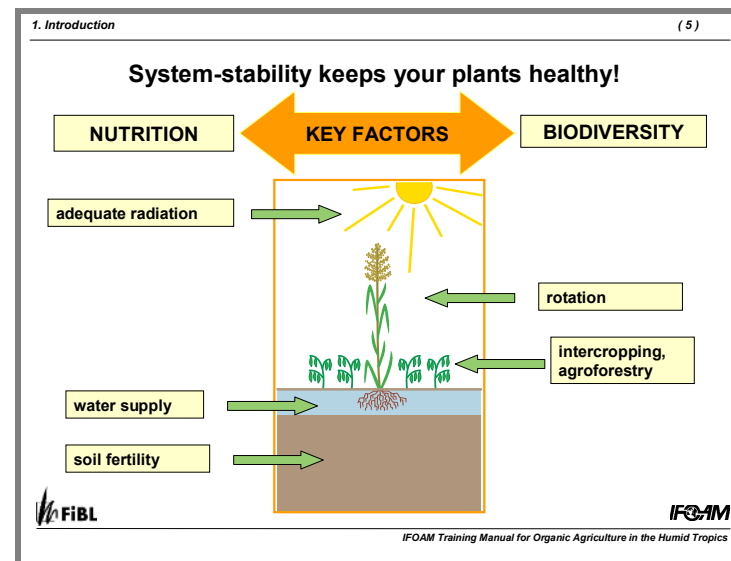 1. Introduction
( 5 )
System-stability keeps your plants healthy!
NUTRITION
KEY FACTORS
BIODIVERSITY
adequate radiation
rotation
intercropping,
agroforestry
water supply
soil fertility
FiBL
IFOAM
IFOAM Training Manual for Organic Agriculture in the Humid Tropics